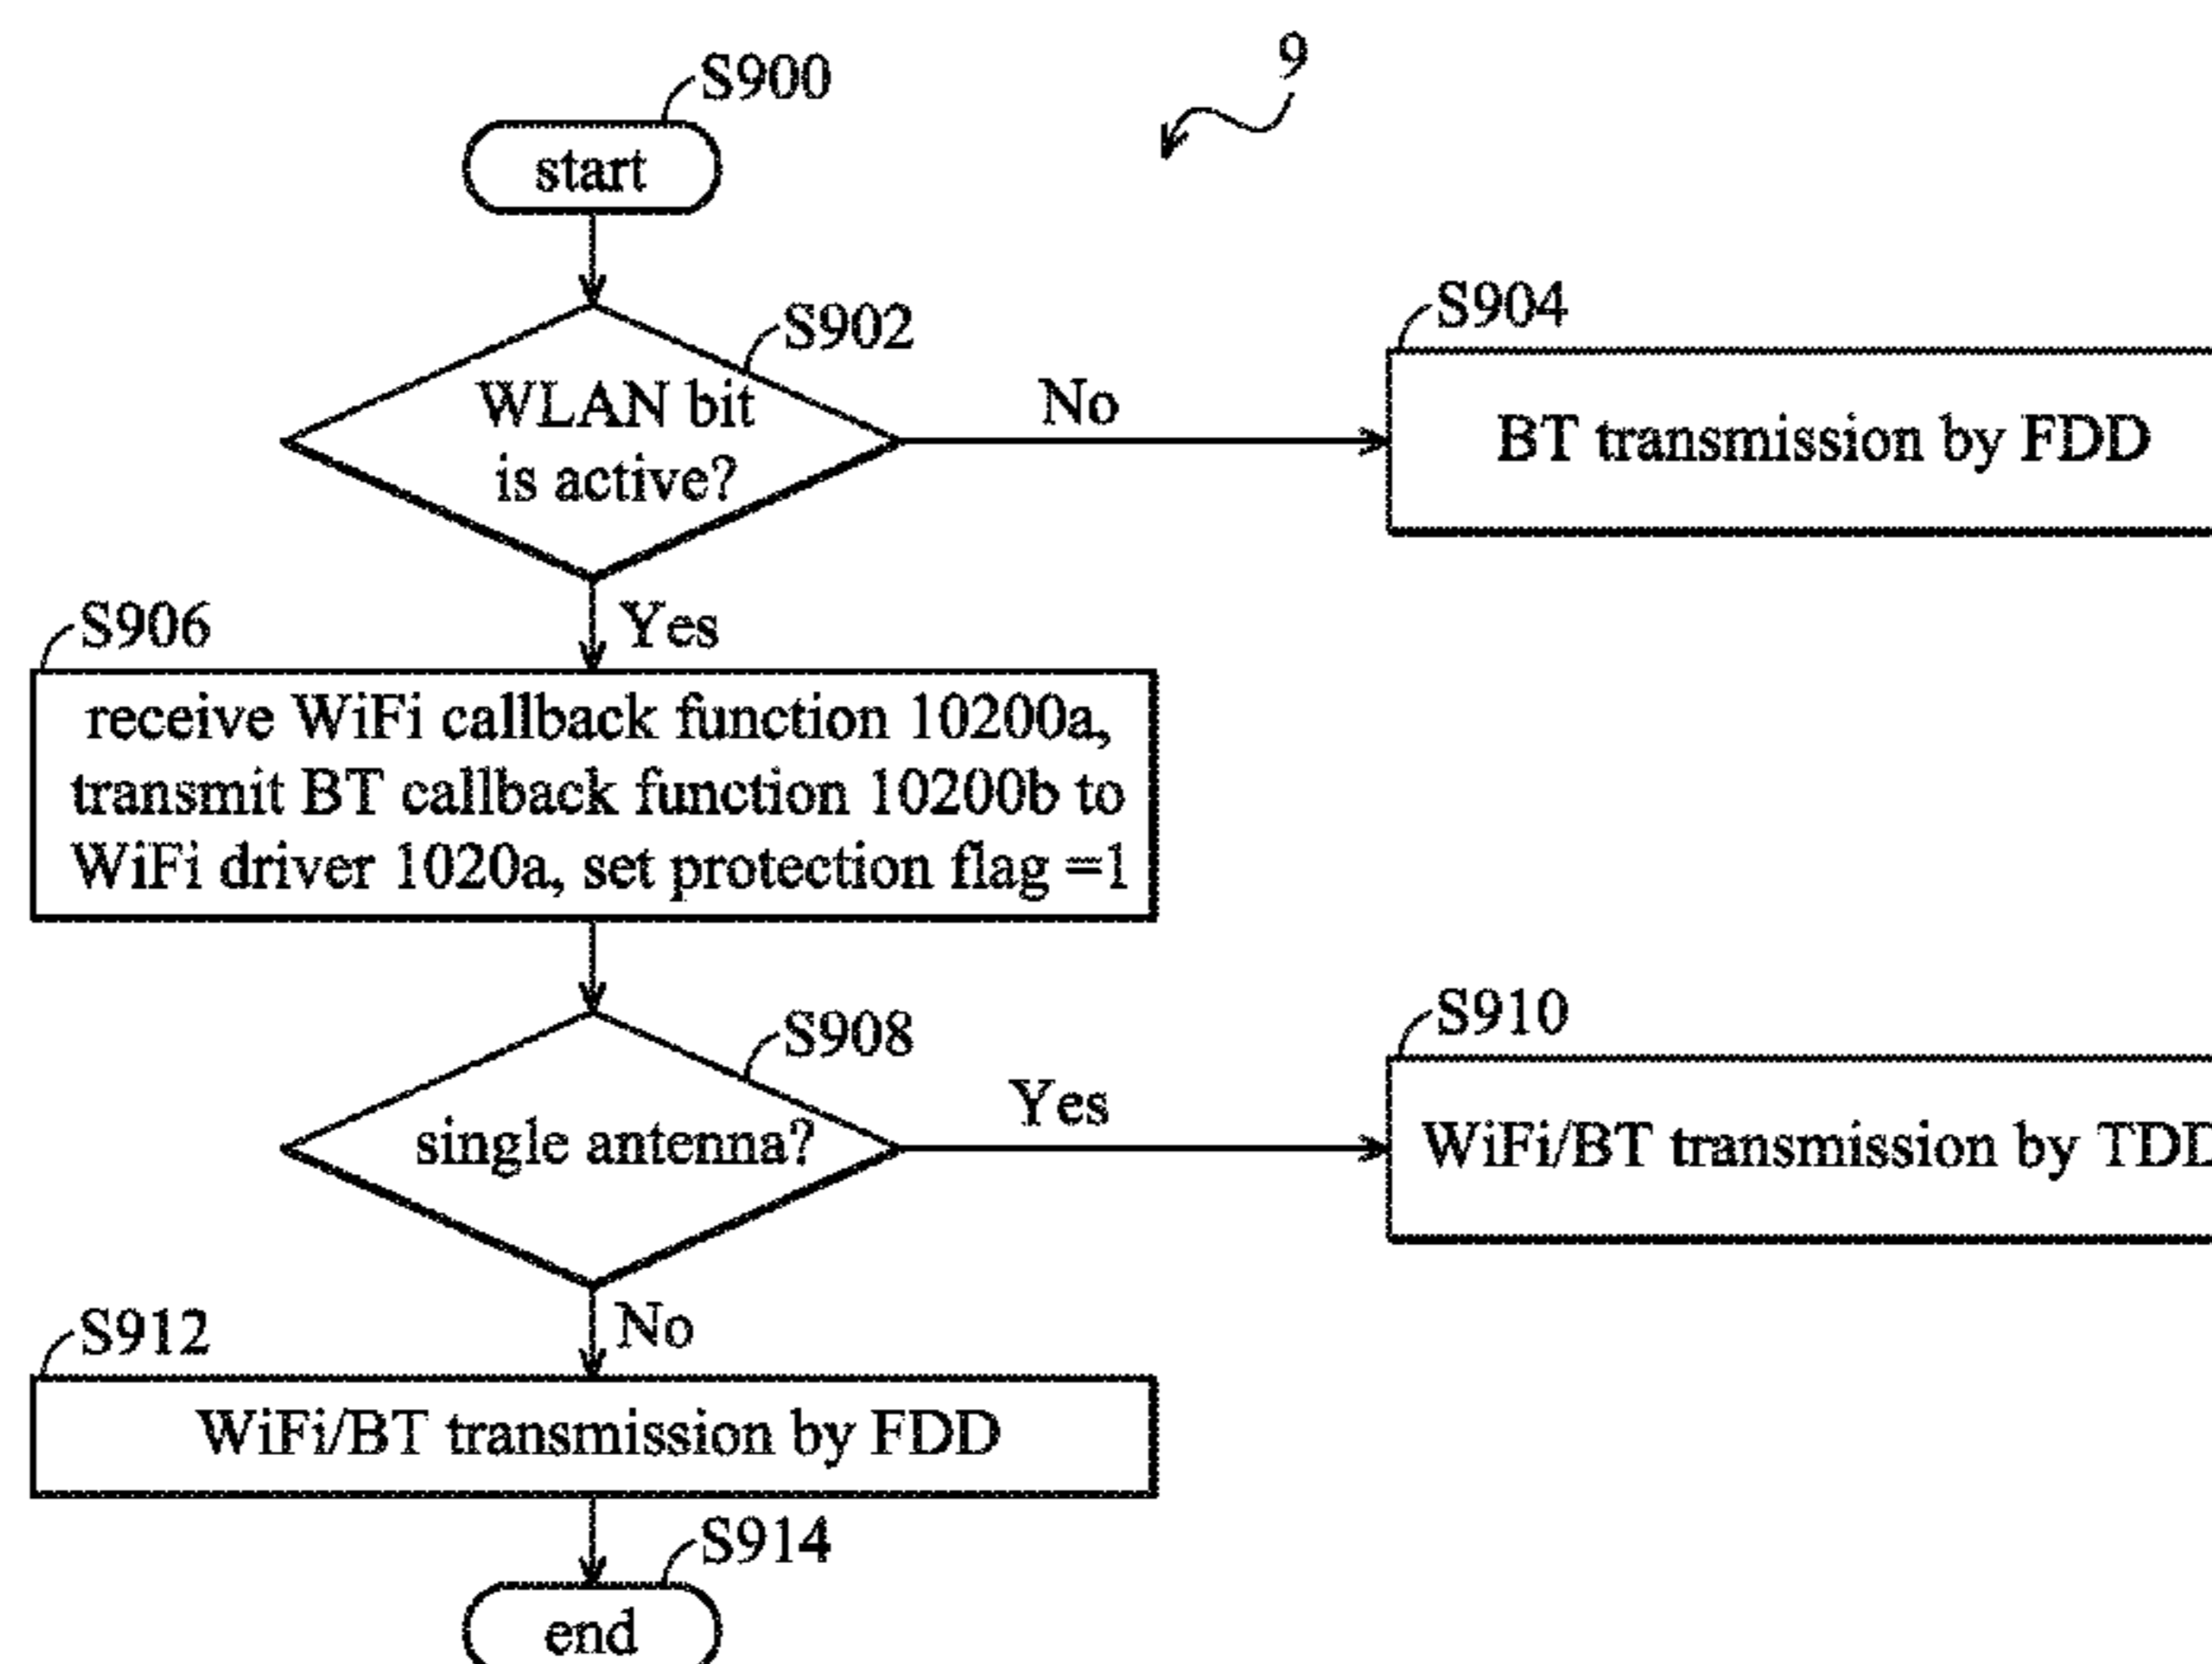 9
S900
start
S902
WLAN bit
is active?
No
S904
BT transmission by FDD
Yes
S906
receive WiFi callback function 10200a,
transmit BT callback function 10200b to
WiFi driver 1020a, set protection flag =1
S908
single antenna?
Yes
S910
WiFi/BT transmission by TDD
No
S912
WiFi/BT transmission by FDD
S914
end